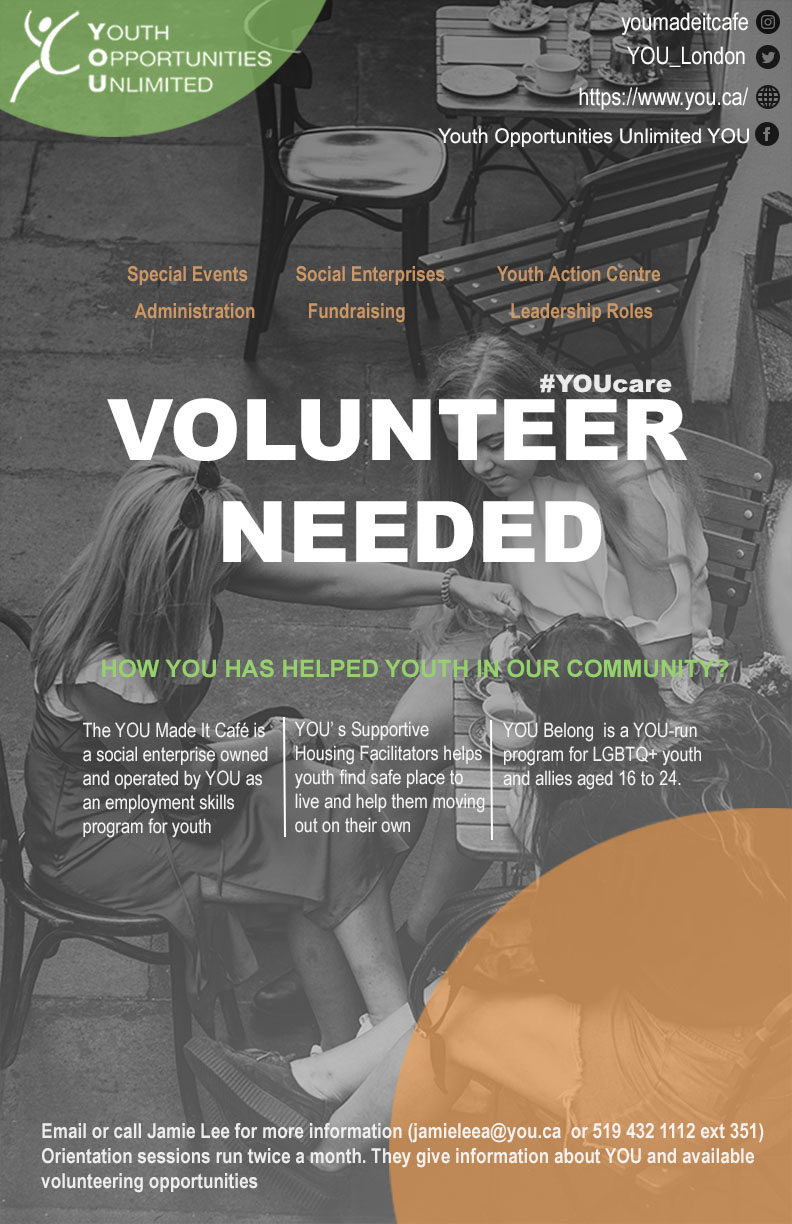 YOUTH
OPPORTUNITIES
UNLIMITED
youmadeitcafe
YOU_London
https://www.you.ca/
Youth Opportunities Unlimited YOU
Special Events Social Enterprises Youth Action Centre
Administration Fundraising Leadership Roles
#YOUcare
VOLUNTEER
NEEDED
HOW YOU HAS HELPED YOUTH IN OUR COMMUNITY?
The YOU Made It Café is
a social enterprise owned
and operated by YOU as
an employment skills
program for youth
YOU' s Supportive
Housing Facilitators helps
youth find safe place to
live and help them moving
out on their own
YOU Belong is a YOU-run
program for LGBTQ+ youth
and allies aged 16 to 24.
Email or call Jamie Lee for more information (jamieleea@you.ca or 519 432 1112 ext 351)
Orientation sessions run twice a month. They give information about YOU and available
volunteering opportunities